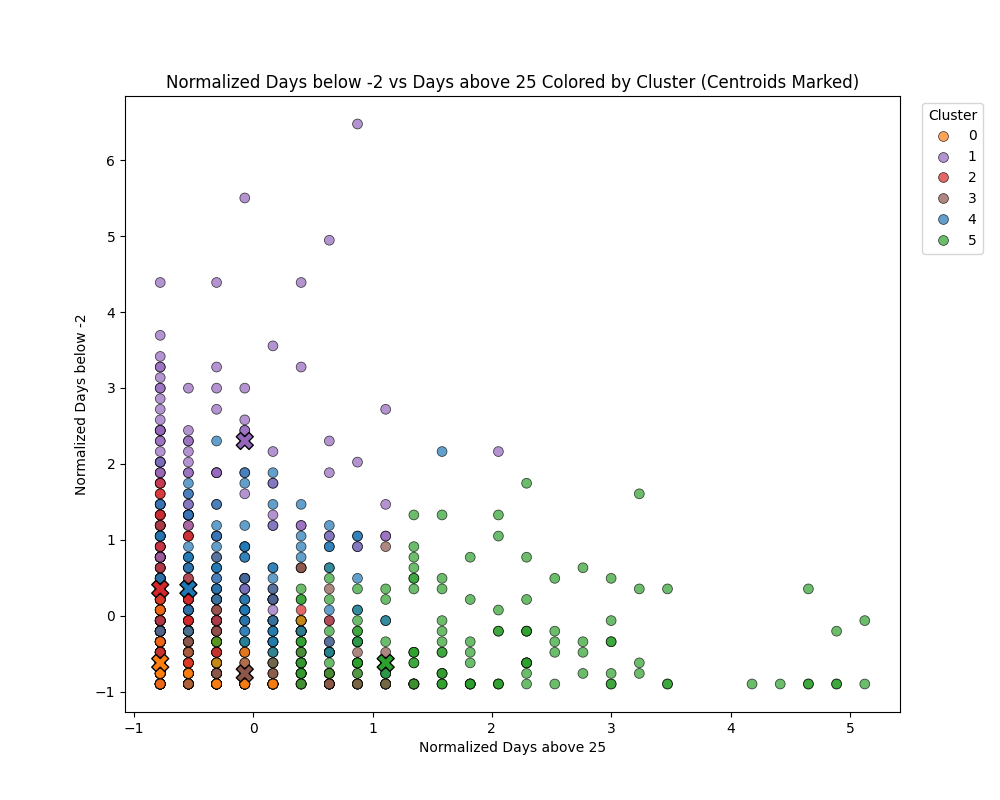 Normalized Days below -2 vs Days above 25 Colored by Cluster (Centroids Marked)
Cluster
0
1
2
3
4
5
Normalized Days below -2
6
5
4
3
2
1
0
−1
−1 0 1 2 3 4 5
Normalized Days above 25